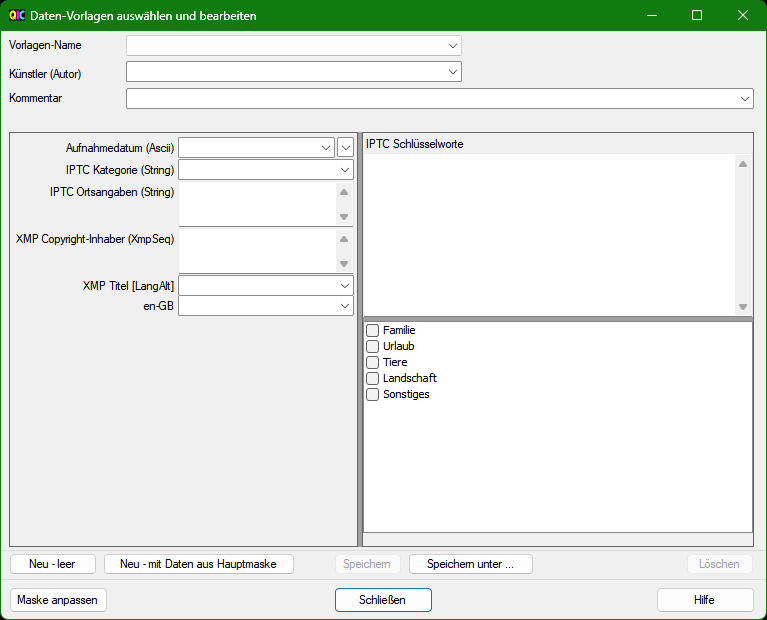 QIC Daten-Vorlagen auswählen und bearbeiten
Vorlagen-Name
Künstler (Autor)
Kommentar
Aufnahmedatum (Ascii)
IPTC Kategorie (String)
IPTC Ortsangaben (String)
XMP Copyright-Inhaber (XmpSeq)
XMP Titel [LangAlt]
en-GB
IPTC Schlüsselworte
Familie
Urlaub
Tiere
Landschaft
Sonstiges
Neu - leer
Neu - mit Daten aus Hauptmaske
Speichern
Speichern unter ...
Löschen
Maske anpassen
Schließen
Hilfe